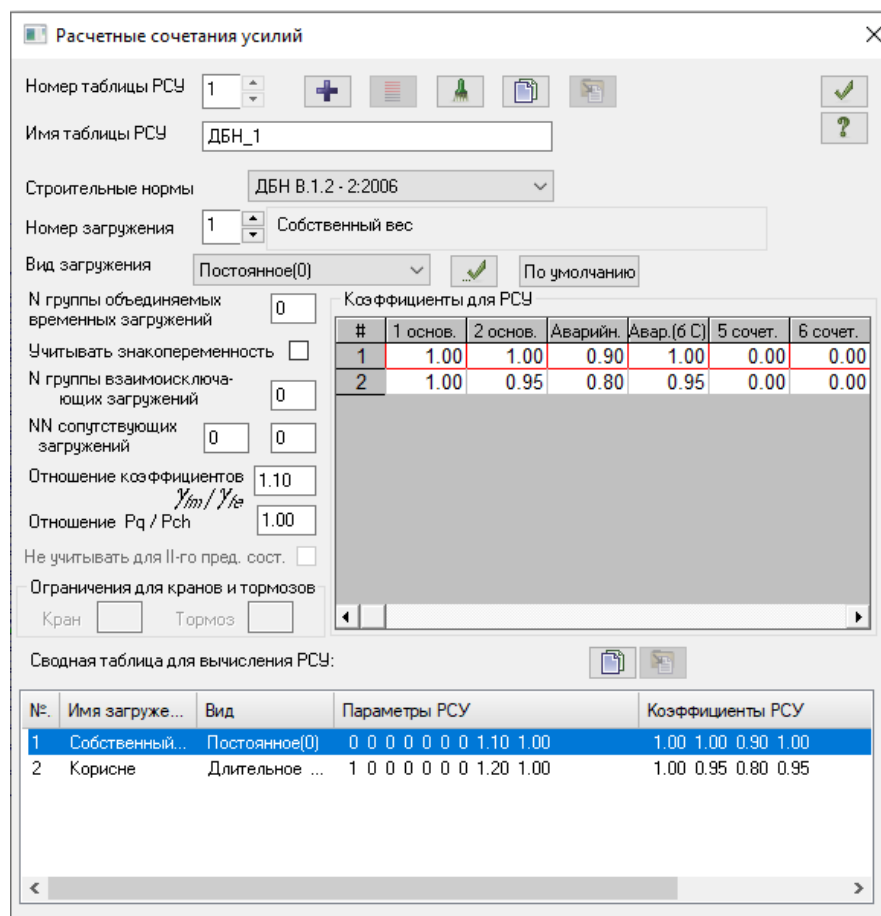 Расчетные сочетания усилий
Номер таблицы РСУ 1
Имя таблицы РСУ ДБН_1
Строительные нормы ДБН В.1.2 - 2:2006
Номер загружения 1 Собственный вес
Вид загружения Постоянное(0) По умолчанию
N группы объединяемых
временных загружений 0
Учитывать знакопеременность
N группы взаимоисключа-
ющих загружений 0
NN сопутствующих
загружений 0 0
Отношение коэффициентов 1.10
γfm / γfe
Отношение Pq / Pch 1.00
Не учитывать для II-го пред. сост.
Ограничения для кранов и тормозов
Кран Тормоз
Коэффициенты для РСУ
# 1 основ. 2 основ. Аварийн. Авар.(б С) 5 сочет. 6 сочет.
1 1.00 1.00 0.90 1.00 0.00 0.00
2 1.00 0.95 0.80 0.95 0.00 0.00
Сводная таблица для вычисления РСУ:
№. Имя загруже... Вид Параметры РСУ Коэффициенты РСУ
1 Собственный... Постоянное(0) 0 0 0 0 0 0 0 1.10 1.00 1.00 1.00 0.90 1.00
2 Корисне Длительное ... 1 0 0 0 0 0 0 1.20 1.00 1.00 0.95 0.80 0.95